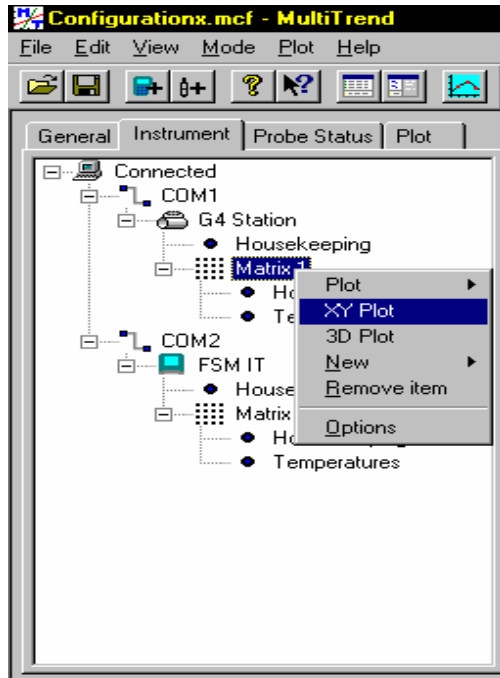 Configurationx.mcf - MultiTrend
File Edit View Mode Plot Help
General Instrument Probe Status Plot
Connected
COM1
G4 Station
Housekeeping
Matrix 1
Plot
XY Plot
3D Plot
New
Remove item
Options
COM2
FSM IT
Matrix
Temperatures